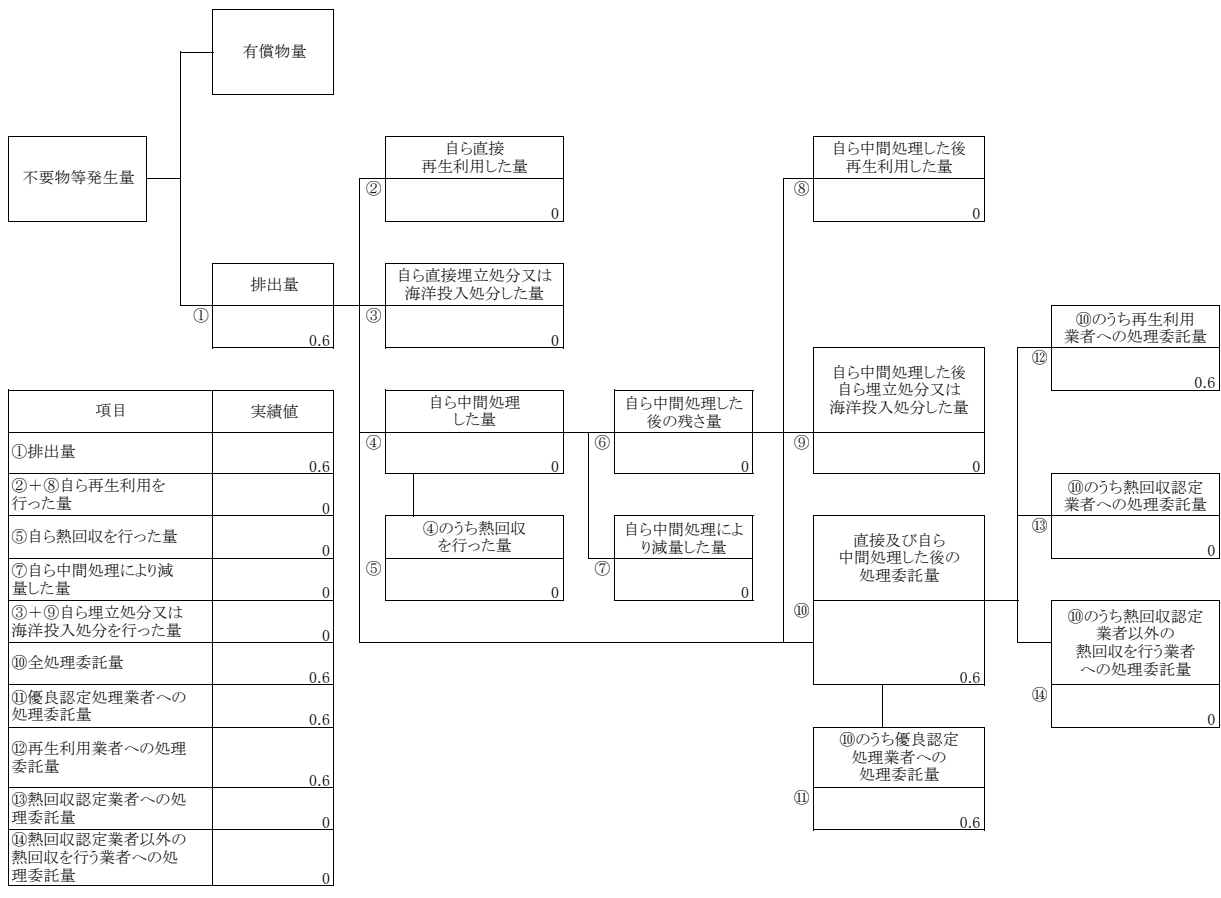 有償物量
不要物等発生量
排出量
①
0.6
自ら直接
再生利用した量
②
0
自ら直接埋立処分又は
海洋投入処分した量
③
0
自ら中間処理
した量
④
0
④のうち熱回収
を行った量
⑤
0
自ら中間処理した
後の残さ量
⑥
0
自ら中間処理によ
り減量した量
⑦
0
自ら中間処理した後
再生利用した量
⑧
0
自ら中間処理した後
自ら埋立処分又は
海洋投入処分した量
⑨
0
直接及び自ら
中間処理した後の
処理委託量
⑩
0.6
⑩のうち優良認定
処理業者への
処理委託量
⑪
0.6
⑩のうち再生利用
業者への処理委託量
⑫
0.6
⑩のうち熱回収認定
業者への処理委託量
⑬
0
⑩のうち熱回収認定
業者以外の
熱回収を行う業者
への処理委託量
⑭
0
項目 実績値
①排出量
0.6
②＋⑧自ら再生利用を
行った量
0
⑤自ら熱回収を行った量
0
⑦自ら中間処理により減
量した量
0
③＋⑨自ら埋立処分又は
海洋投入処分を行った量
0
⑩全処理委託量
0.6
⑪優良認定処理業者への
処理委託量
0.6
⑫再生利用業者への処理
委託量
0.6
⑬熱回収認定業者への処
理委託量
0
⑭熱回収認定業者以外の
熱回収を行う業者への処
理委託量
0